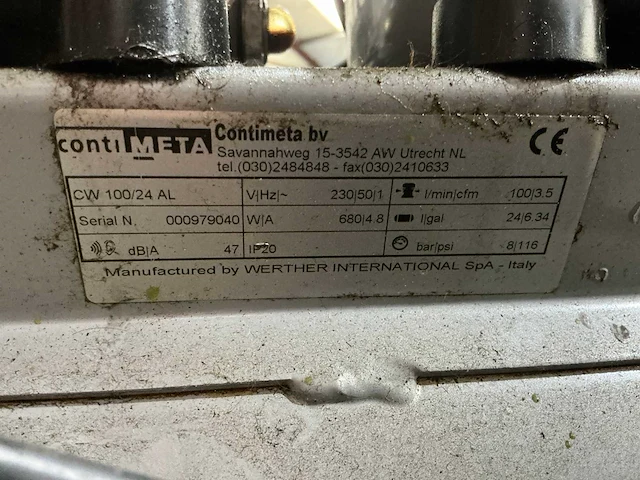 contiMETA Contimeta bv CE
Savannahweg 15-3542 AW Utrecht NL
tel.(030)2484848 - fax(030)2410633
CW 100/24 AL V|Hz|~ 230|50|1 l/min|cfm 100|3.5
Serial N. 000979040 W|A 680|4.8 l|gal 24|6.34
dB|A 47 IP20 bar|psi 8|116
Manufactured by WERTHER INTERNATIONAL SpA - Italy